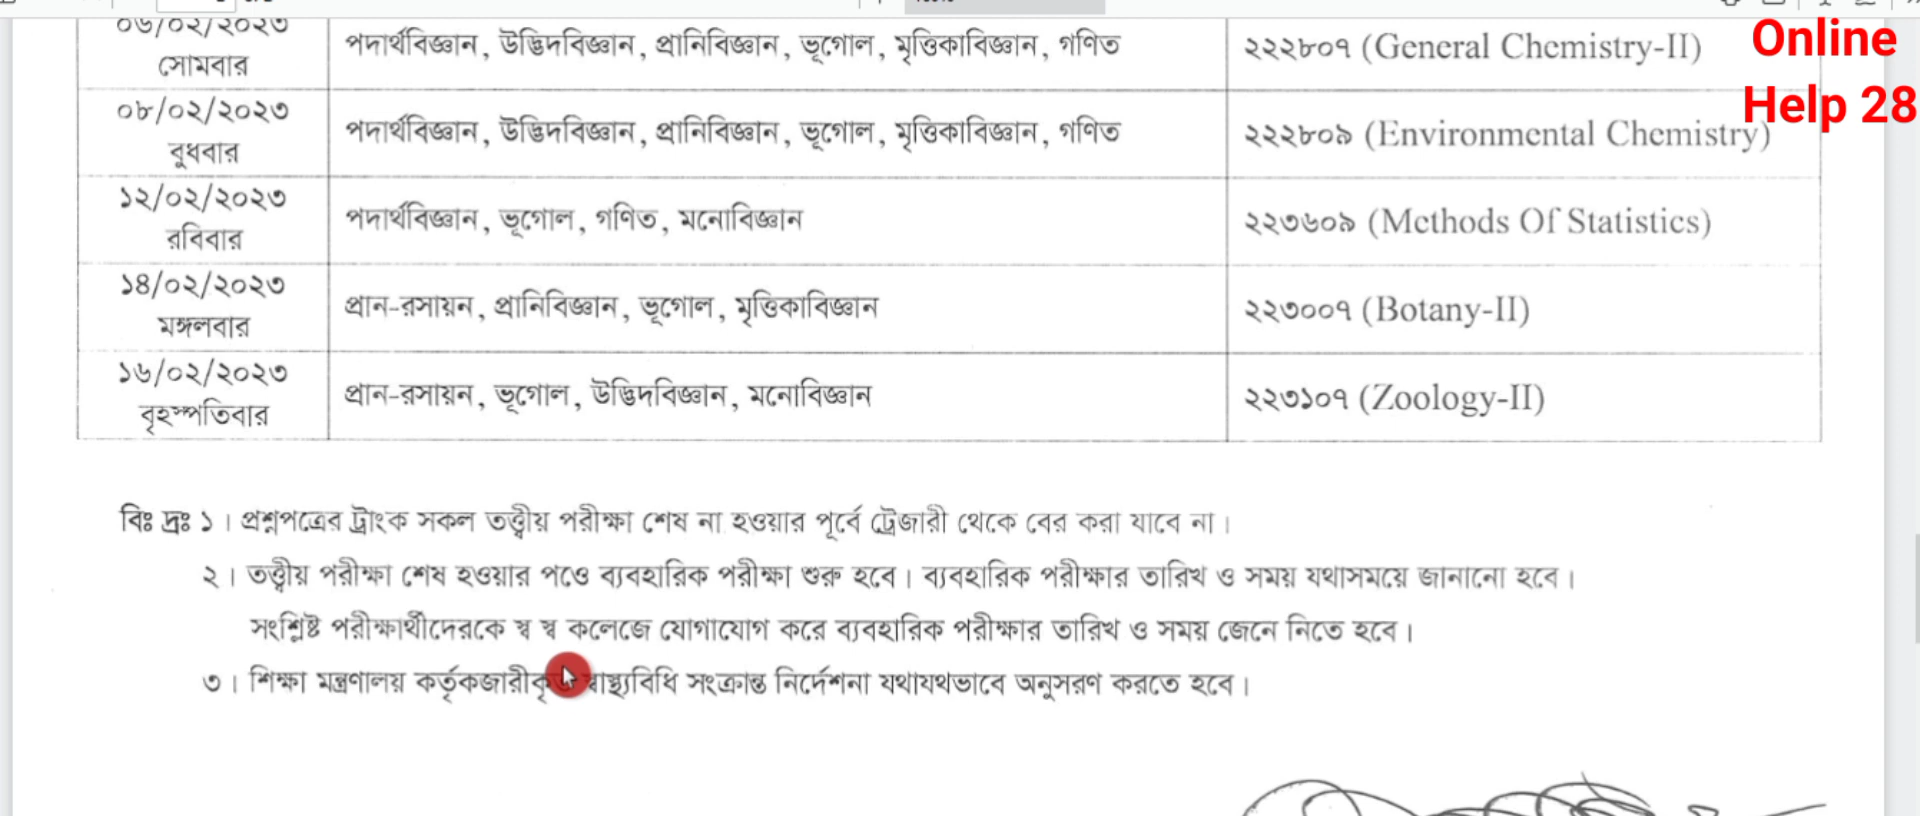 ০৬/০২/২০২৩
সোমবার
পদার্থবিজ্ঞান, উদ্ভিদবিজ্ঞান, প্রানিবিজ্ঞান, ভূগোল, মৃত্তিকাবিজ্ঞান, গণিত
২২২৮০৭ (General Chemistry-II)
Online
Help 28
০৮/০২/২০২৩
বুধবার
পদার্থবিজ্ঞান, উদ্ভিদবিজ্ঞান, প্রানিবিজ্ঞান, ভূগোল, মৃত্তিকাবিজ্ঞান, গণিত
২২২৮০৯ (Environmental Chemistry)
১২/০২/২০২৩
রবিবার
পদার্থবিজ্ঞান, ভূগোল, গণিত, মনোবিজ্ঞান
২২৩৬০৯ (Methods Of Statistics)
১৪/০২/২০২৩
মঙ্গলবার
প্রান-রসায়ন, প্রানিবিজ্ঞান, ভূগোল, মৃত্তিকাবিজ্ঞান
২২৩০০৭ (Botany-II)
১৬/০২/২০২৩
বৃহস্পতিবার
প্রান-রসায়ন, ভূগোল, উদ্ভিদবিজ্ঞান, মনোবিজ্ঞান
২২৩১০৭ (Zoology-II)
বিঃ দ্রঃ ১। প্রশ্নপত্রের ট্রাংক সকল তত্ত্বীয় পরীক্ষা শেষ না হওয়ার পূর্বে ট্রেজারী থেকে বের করা যাবে না।
২। তত্ত্বীয় পরীক্ষা শেষ হওয়ার পওে ব্যবহারিক পরীক্ষা শুরু হবে। ব্যবহারিক পরীক্ষার তারিখ ও সময় যথাসময়ে জানানো হবে।
সংশ্লিষ্ট পরীক্ষার্থীদেরকে স্ব স্ব কলেজে যোগাযোগ করে ব্যবহারিক পরীক্ষার তারিখ ও সময় জেনে নিতে হবে।
৩। শিক্ষা মন্ত্রণালয় কর্তৃকজারীকৃত স্বাস্থ্যবিধি সংক্রান্ত নির্দেশনা যথাযথভাবে অনুসরণ করতে হবে।